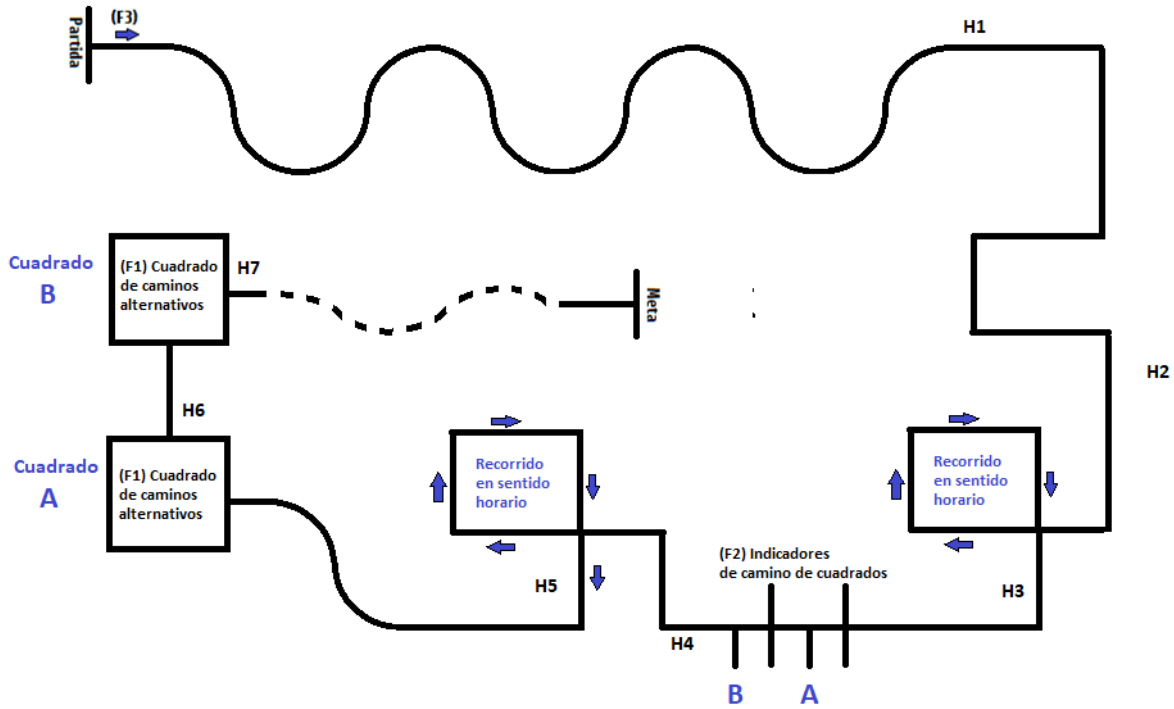 (F3)
Partida
H1
Cuadrado
B
(F1) Cuadrado
de caminos
alternativos
H7
Meta
H2
H6
Cuadrado
A
(F1) Cuadrado
de caminos
alternativos
Recorrido
en sentido
horario
Recorrido
en sentido
horario
(F2) Indicadores
de camino de cuadrados
H5
H3
H4
B
A